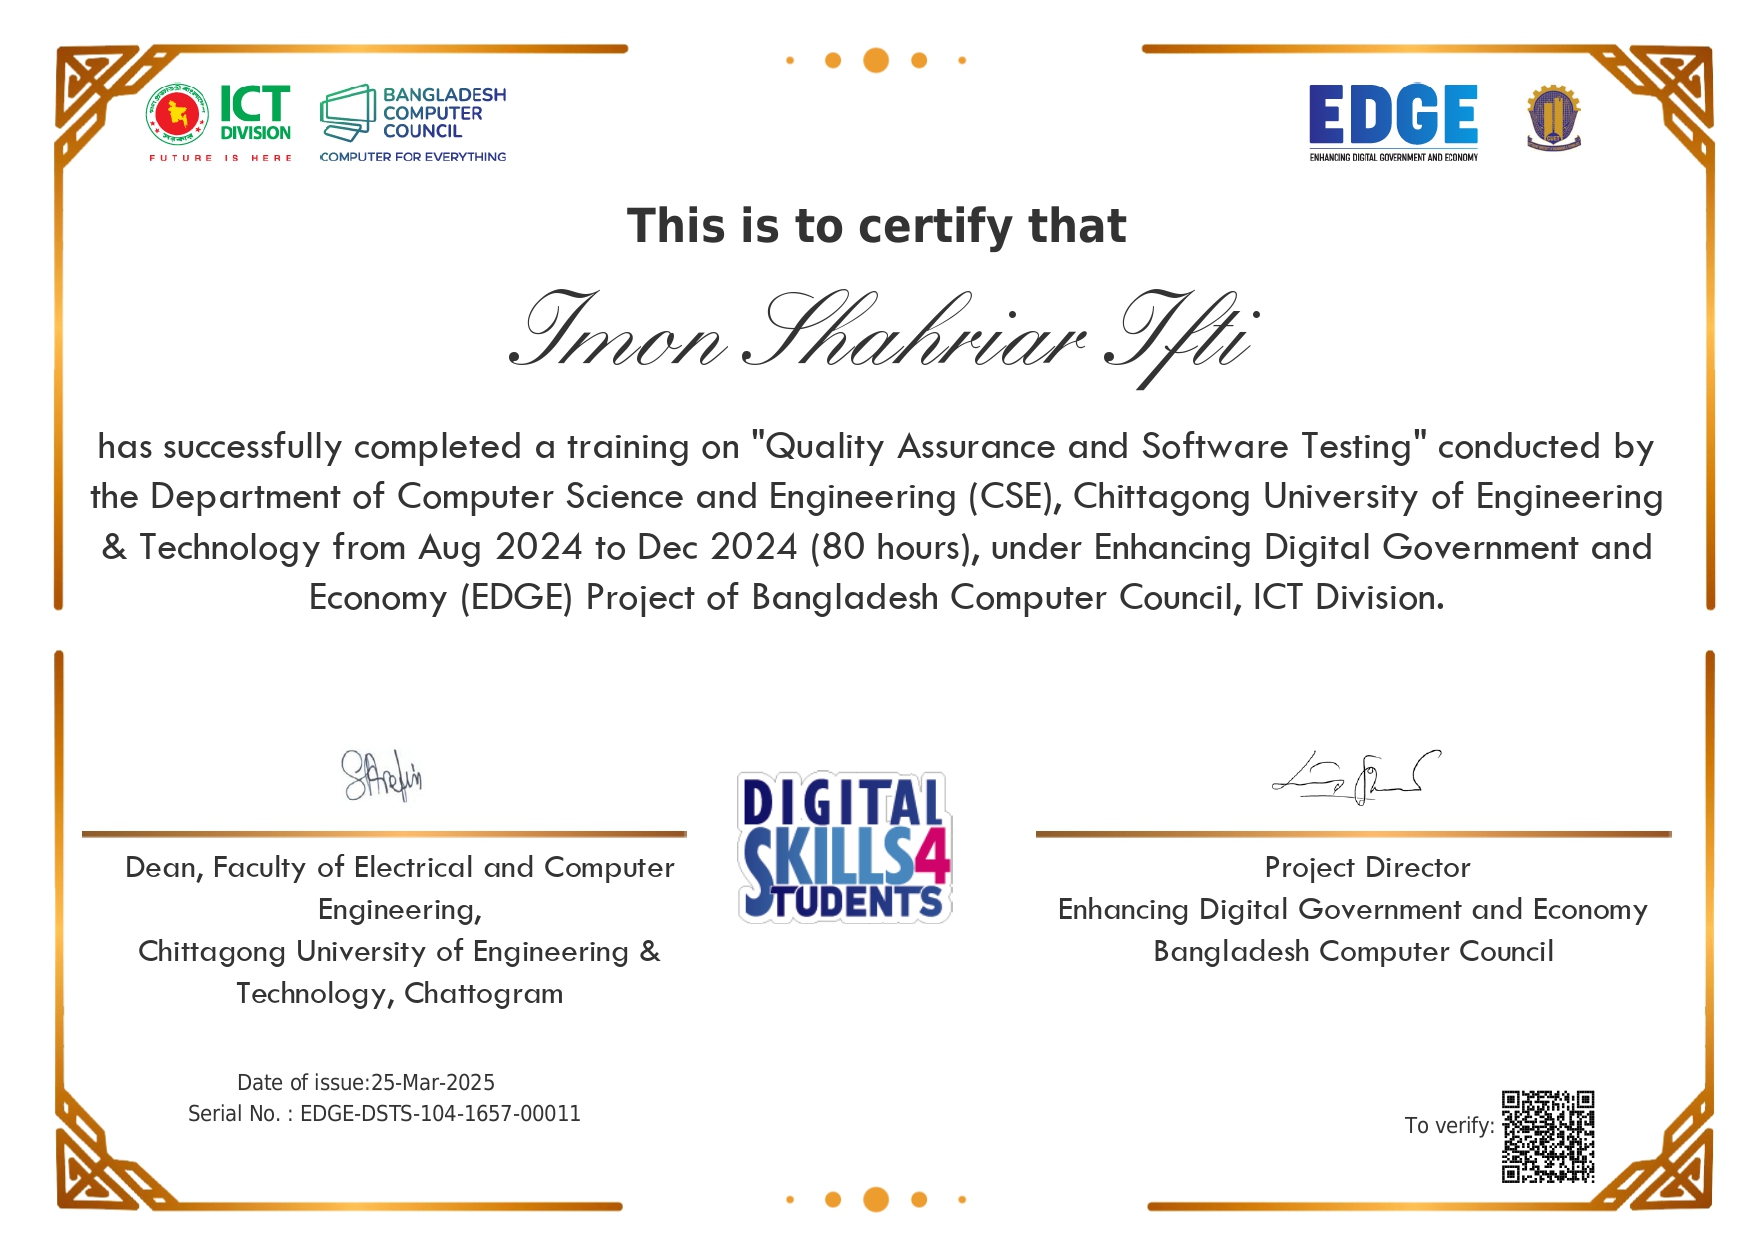 ICT
DIVISION
FUTURE IS HERE
BANGLADESH
COMPUTER
COUNCIL
COMPUTER FOR EVERYTHING
EDGE
ENHANCING DIGITAL GOVERNMENT AND ECONOMY
This is to certify that
Imon Shahriar Ifti
has successfully completed a training on "Quality Assurance and Software Testing" conducted by
the Department of Computer Science and Engineering (CSE), Chittagong University of Engineering
& Technology from Aug 2024 to Dec 2024 (80 hours), under Enhancing Digital Government and
Economy (EDGE) Project of Bangladesh Computer Council, ICT Division.
Dean, Faculty of Electrical and Computer
Engineering,
Chittagong University of Engineering &
Technology, Chattogram
DIGITAL
SKILLS4
STUDENTS
Project Director
Enhancing Digital Government and Economy
Bangladesh Computer Council
Date of issue:25-Mar-2025
Serial No. : EDGE-DSTS-104-1657-00011
To verify: